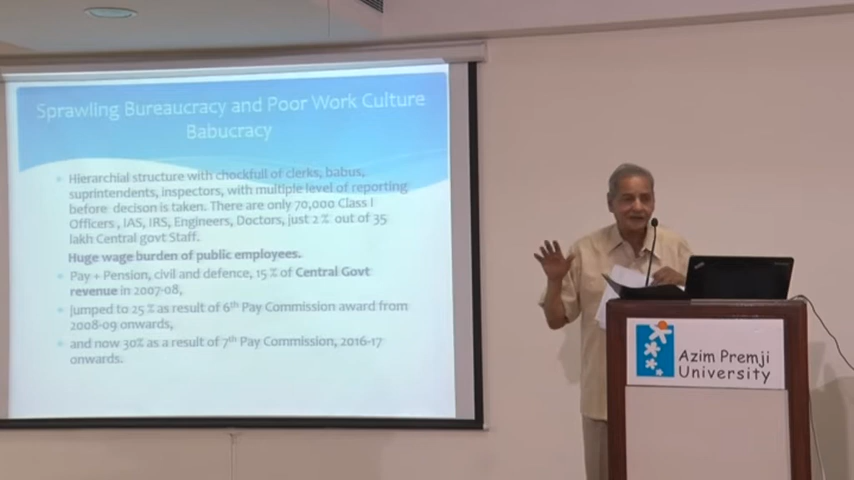 Sprawling Bureaucracy and Poor Work Culture
Babucracy
Hierarchial structure with chockfull of clerks, babus,
suprintendents, inspectors, with multiple level of reporting
before decison is taken. There are only 70,000 Class I
Officers , IAS, IRS, Engineers, Doctors, just 2 % out of 35
lakh Central govt Staff.
Huge wage burden of public employees.
Pay + Pension, civil and defence, 15 % of Central Govt
revenue in 2007-08,
jumped to 25 % as result of 6th Pay Commission award from
2008-09 onwards,
and now 30% as a result of 7th Pay Commission, 2016-17
onwards.
Azim Premji
University